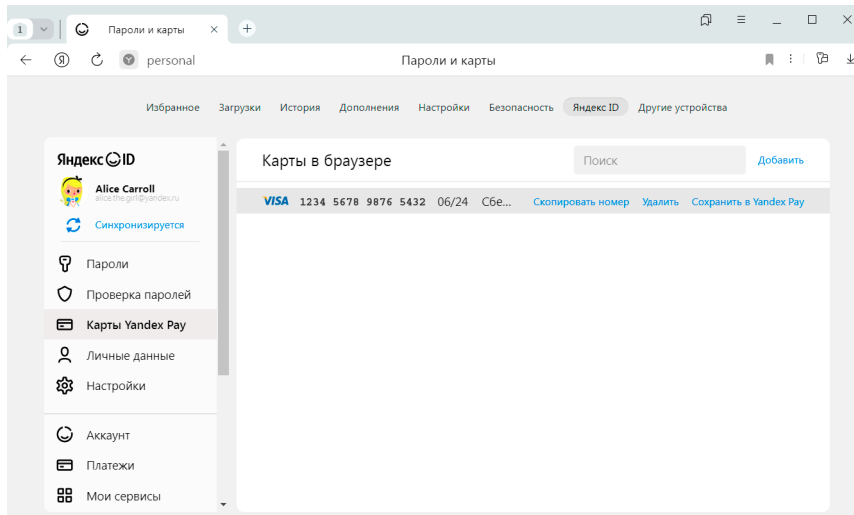 1 Пароли и карты
Я personal Пароли и карты
Избранное Загрузки История Дополнения Настройки Безопасность Яндекс ID Другие устройства
Яндекс ID
Alice Carroll
alice.the.girl@yandex.ru
Синхронизируется
Пароли
Проверка паролей
Карты Yandex Pay
Личные данные
Настройки
Аккаунт
Платежи
Мои сервисы
Карты в браузере Поиск Добавить
VISA 1234 5678 9876 5432 06/24 Сбе... Скопировать номер Удалить Сохранить в Yandex Pay